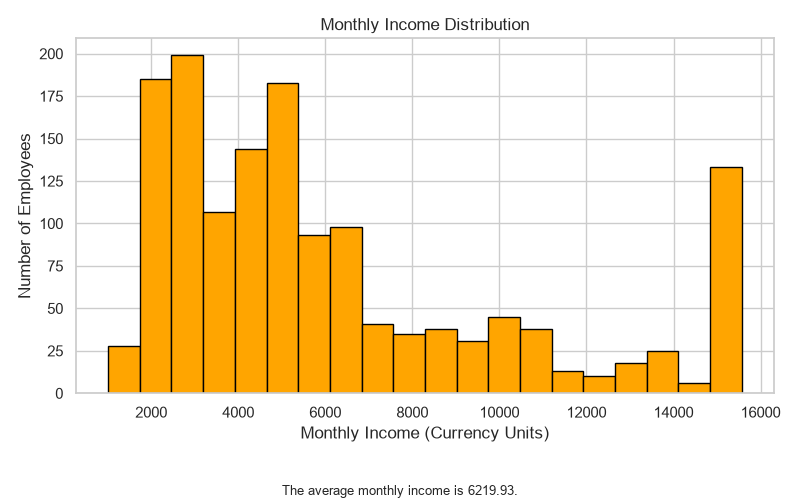 Monthly Income Distribution
200
175
150
125
100
75
50
25
0
Number of Employees
2000 4000 6000 8000 10000 12000 14000 16000
Monthly Income (Currency Units)
The average monthly income is 6219.93.